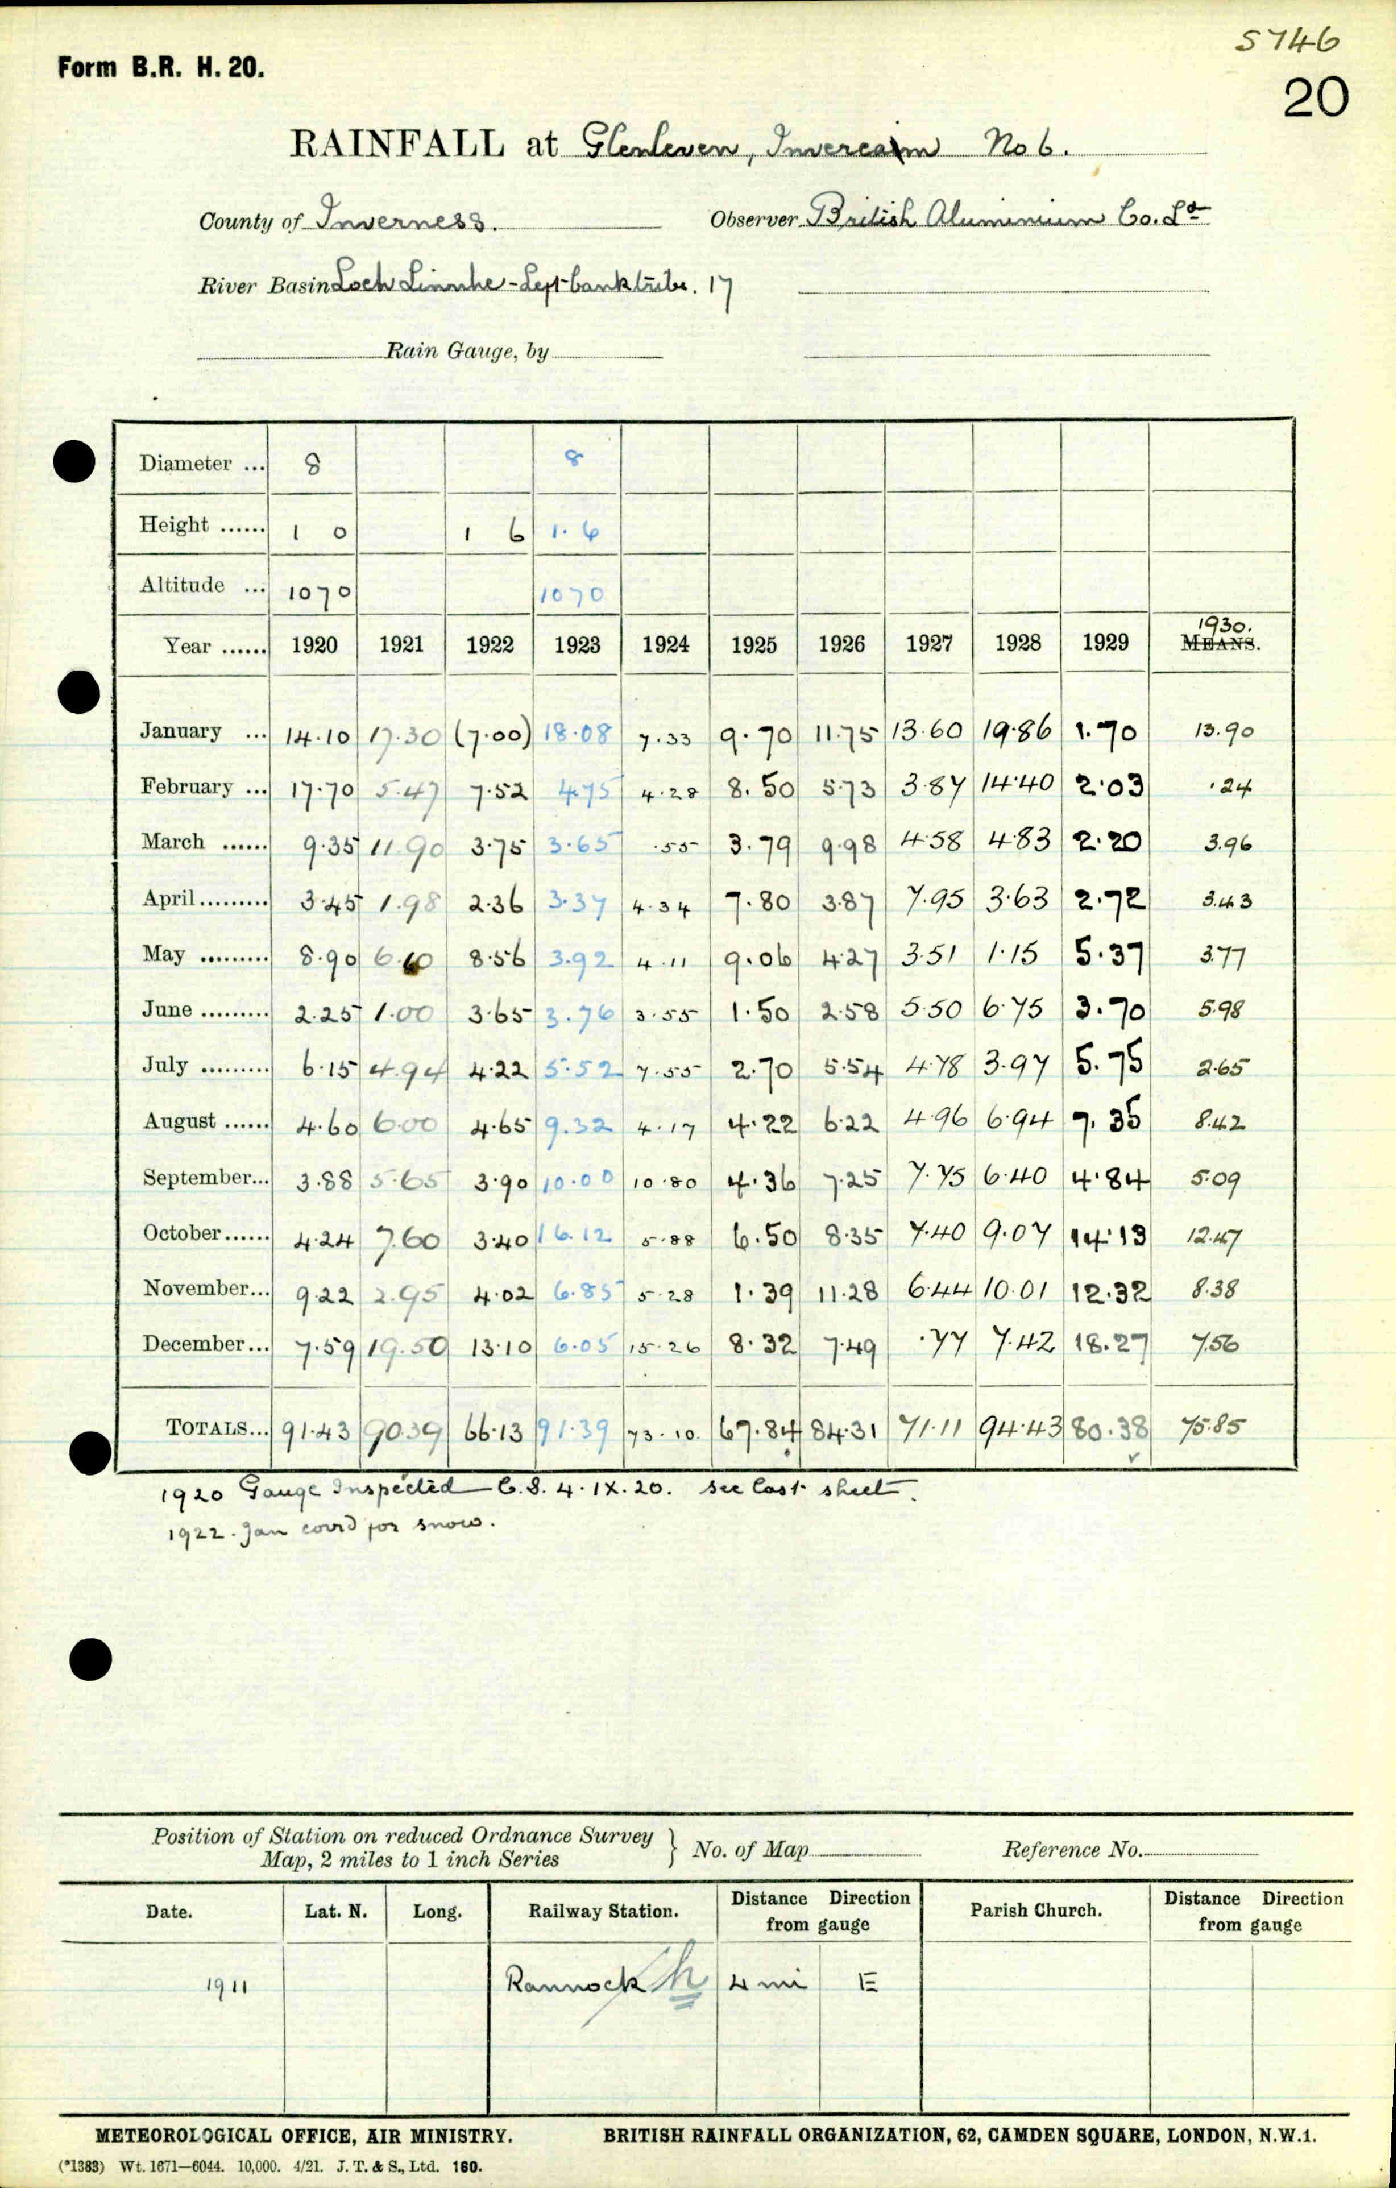 5746
Form B.R. H. 20.
20
RAINFALL at Glenleven, Invercairn No 6.
County of Inverness. Observer British Aluminium Co. Ld
River Basin Loch Linnhe - Left bank tribs. 17
Rain Gauge, by
Diameter ... 8 8
Height ...... 1 0 1 6 1. 6
Altitude ... 1070 1070
1930.
Year ...... 1920 1921 1922 1923 1924 1925 1926 1927 1928 1929 MEANS.
January ... 14.10 17.30 (7.00) 18.08 7.33 9.70 11.75 13.60 19.86 1.70 13.90
February ... 17.70 5.47 7.52 4.75 4.28 8.50 5.73 3.87 14.40 2.03 .24
March ...... 9.35 11.90 3.75 3.65 .55 3.79 9.98 4.58 4.83 2.20 3.96
April......... 3.45 1.98 2.36 3.37 4.34 7.80 3.87 7.95 3.63 2.72 3.43
May ......... 8.90 6.10 8.56 3.92 4.11 9.06 4.27 3.51 1.15 5.37 3.77
June ......... 2.25 1.00 3.65 3.76 3.55 1.50 2.58 5.50 6.75 3.70 5.98
July ......... 6.15 4.94 4.22 5.52 7.55 2.70 5.54 4.78 3.97 5.75 2.65
August ...... 4.60 6.00 4.65 9.32 4.17 4.22 6.22 4.96 6.94 7.35 8.42
September... 3.88 5.65 3.90 10.00 10.80 4.36 7.25 7.75 6.40 4.84 5.09
October...... 4.24 7.60 3.40 16.12 5.88 6.50 8.35 7.40 9.07 14.13 12.47
November... 9.22 2.95 4.02 6.85 5.28 1.39 11.28 6.44 10.01 12.32 8.38
December... 7.59 19.50 13.10 6.05 15.26 8.32 7.49 .77 7.42 18.27 7.56
TOTALS... 91.43 90.39 66.13 91.39 73.10 67.84 84.31 71.11 94.43 80.38 75.85
1920 Gauge Inspected C.S. 4.IX.20. see last sheet.
1922. Jan corr'd for snow.
Position of Station on reduced Ordnance Survey
Map, 2 miles to 1 inch Series } No. of Map Reference No.
Date. Lat. N. Long. Railway Station. Distance Direction from gauge Parish Church. Distance Direction from gauge
1911 Rannock h 4 mi E
METEOROLOGICAL OFFICE, AIR MINISTRY. BRITISH RAINFALL ORGANIZATION, 62, CAMDEN SQUARE, LONDON, N.W.1.
(*1383) Wt. 1671—6044. 10,000. 4/21. J. T. & S., Ltd. 160.